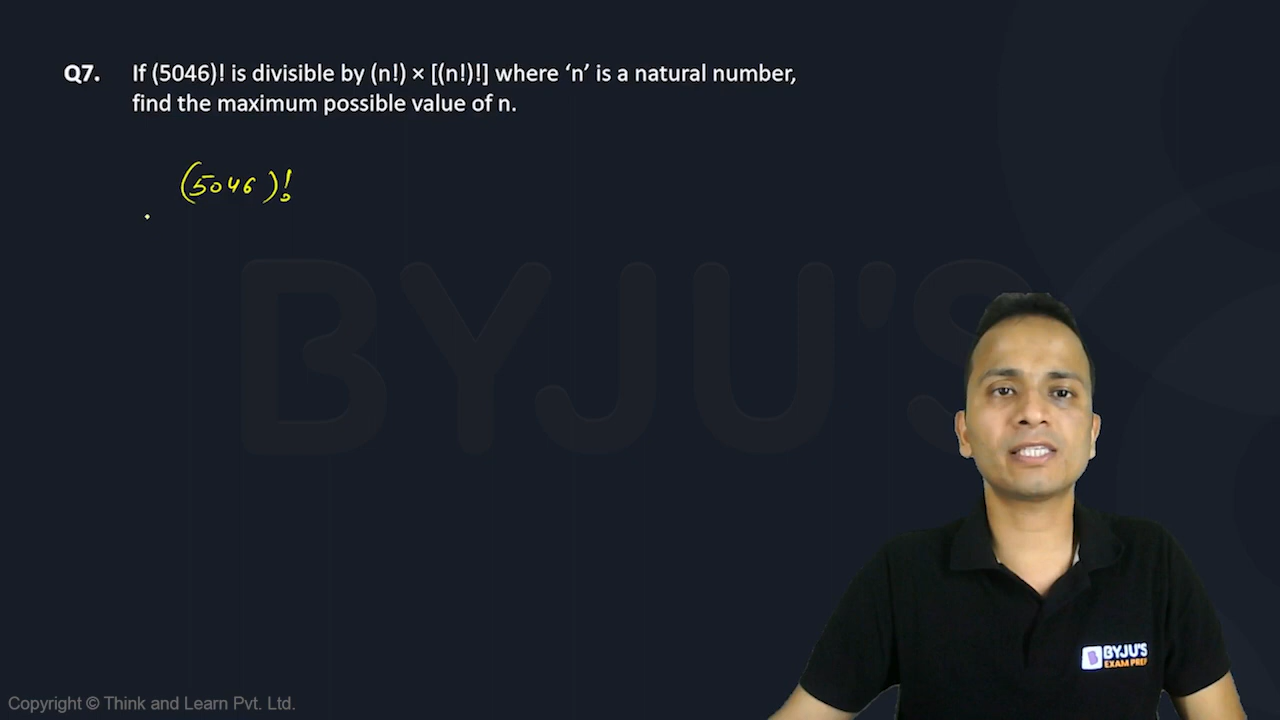 Q7. If (5046)! is divisible by (n!) × [(n!)!] where ‘n’ is a natural number,
find the maximum possible value of n.
(5046)!
BYJU'S
BYJU'S
EXAM PREP
Copyright © Think and Learn Pvt. Ltd.